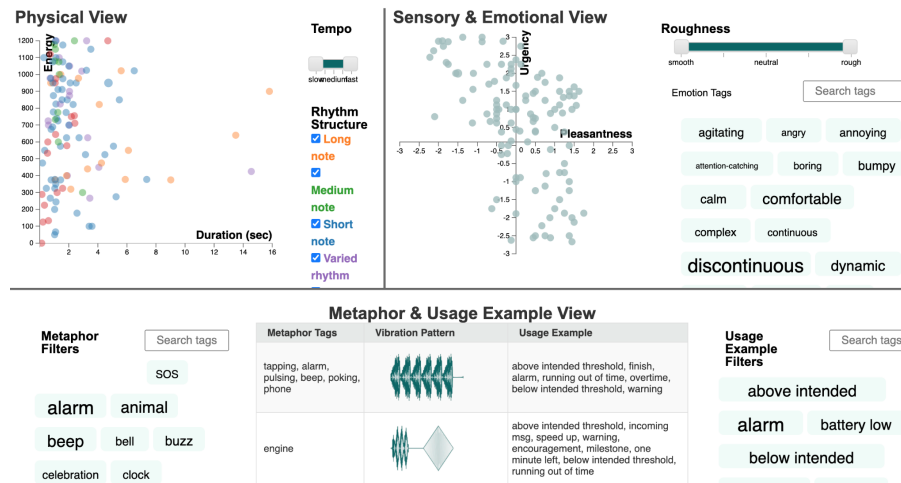 Physical View
Energy
1200
1100
1000
900
800
700
600
500
400
300
200
100
0
2
4
6
8
10
12
14
16
Duration (sec)
Tempo
slow medium fast
Rhythm
Structure
Long
note
Medium
note
Short
note
Varied
rhythm
Sensory & Emotional View
Urgency
3
2.5
2
1.5
1
0.5
-0.5
-1
-1.5
-2
-2.5
-3
Pleasantness
-3
-2.5
-2
-1.5
-1
-0.5
0
0.5
1
1.5
2
2.5
3
Roughness
smooth
neutral
rough
Emotion Tags
Search tags
agitating
angry
annoying
attention-catching
boring
bumpy
calm
comfortable
complex
continuous
discontinuous
dynamic
Metaphor & Usage Example View
Metaphor
Filters
Search tags
SOS
alarm
animal
beep
bell
buzz
celebration
clock
Metaphor Tags
Vibration Pattern
Usage Example
tapping, alarm,
pulsing, beep, poking,
phone
above intended threshold, finish,
alarm, running out of time, overtime,
below intended threshold, warning
engine
above intended threshold, incoming
msg, speed up, warning,
encouragement, milestone, one
minute left, below intended threshold,
running out of time
Usage
Example
Filters
Search tags
above intended
alarm
battery low
below intended